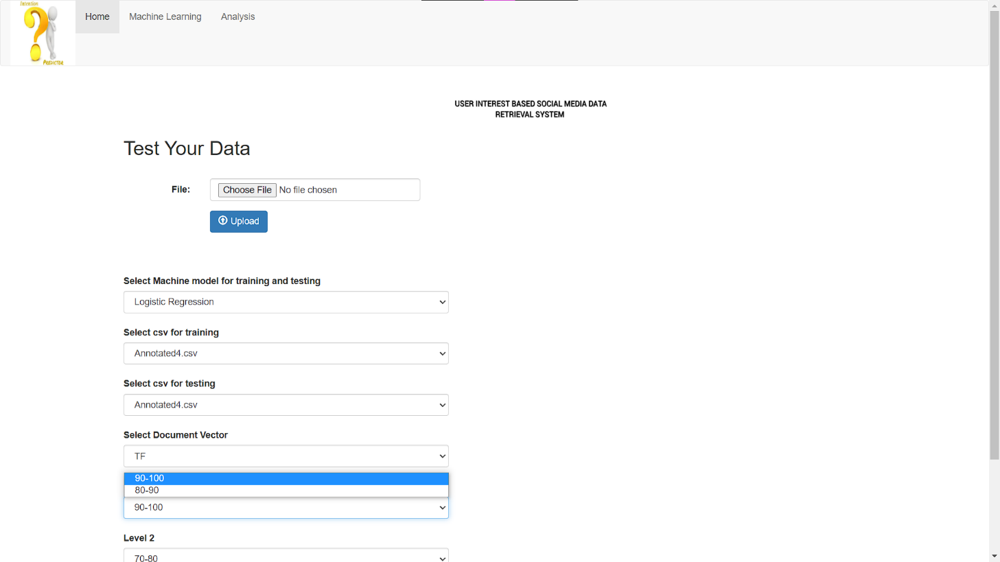 Intention
PREDICTOR
Home
Machine Learning
Analysis
USER INTEREST BASED SOCIAL MEDIA DATA
RETRIEVAL SYSTEM
Test Your Data
File:
Choose File No file chosen
Upload
Select Machine model for training and testing
Logistic Regression
Select csv for training
Annotated4.csv
Select csv for testing
Annotated4.csv
Select Document Vector
TF
90-100
80-90
90-100
Level 2
70-80